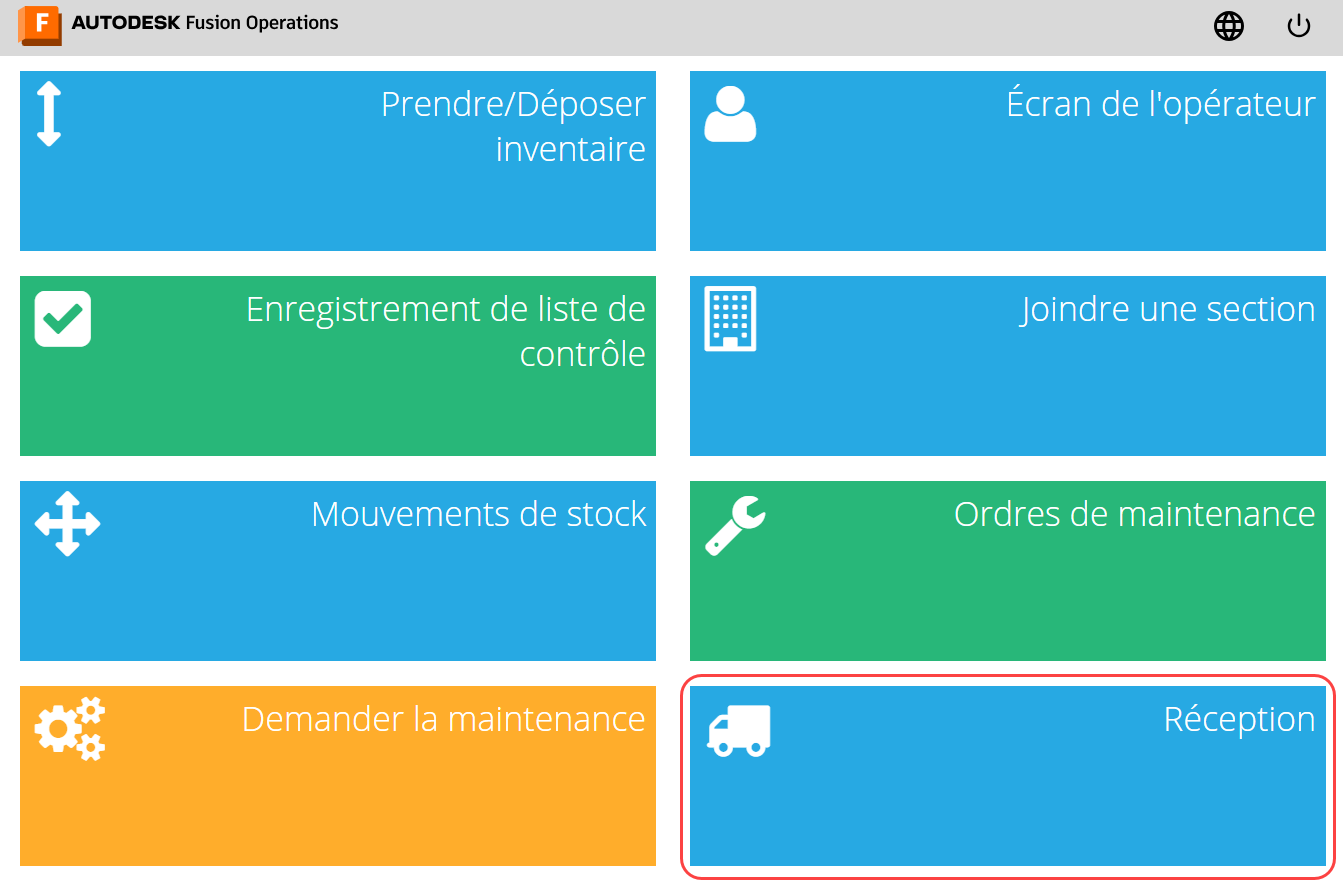 F AUTODESK Fusion Operations
Prendre/Déposer
inventaire
Écran de l'opérateur
Enregistrement de liste de
contrôle
Joindre une section
Mouvements de stock
Ordres de maintenance
Demander la maintenance
Réception